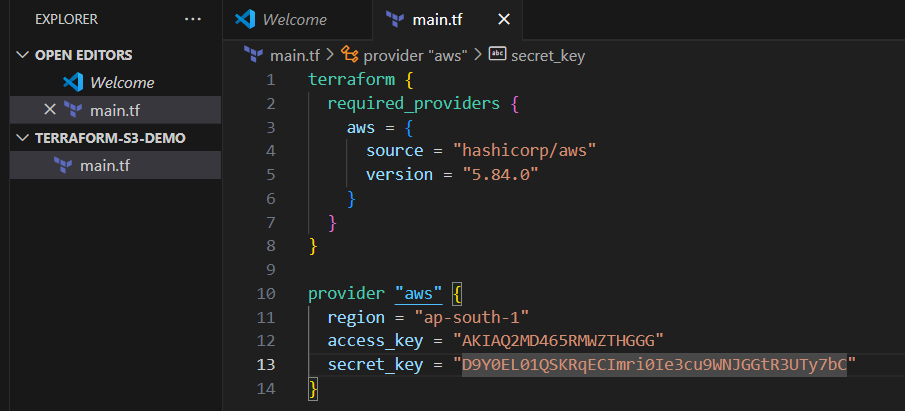 EXPLORER
OPEN EDITORS
Welcome
main.tf
TERRAFORM-S3-DEMO
main.tf
Welcome
main.tf
main.tf > provider "aws" > abc secret_key
1 terraform {
2 required_providers {
3 aws = {
4 source = "hashicorp/aws"
5 version = "5.84.0"
6 }
7 }
8 }
9
10 provider "aws" {
11 region = "ap-south-1"
12 access_key = "AKIAQ2MD465RMWZTHGGG"
13 secret_key = "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"
14 }